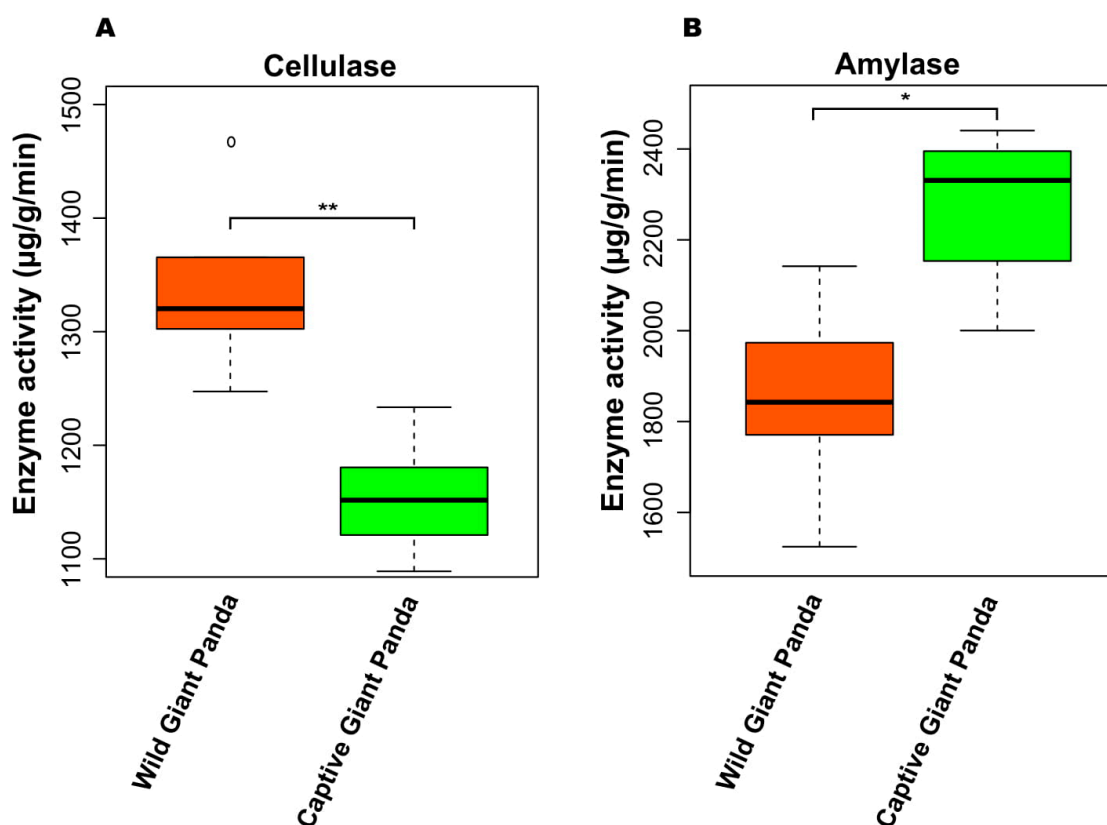 A
Cellulase
Enzyme activity (µg/g/min)
1500
1400
1300
1200
1100
**
Wild Giant Panda
Captive Giant Panda
B
Amylase
Enzyme activity (µg/g/min)
2400
2200
2000
1800
1600
*
Wild Giant Panda
Captive Giant Panda